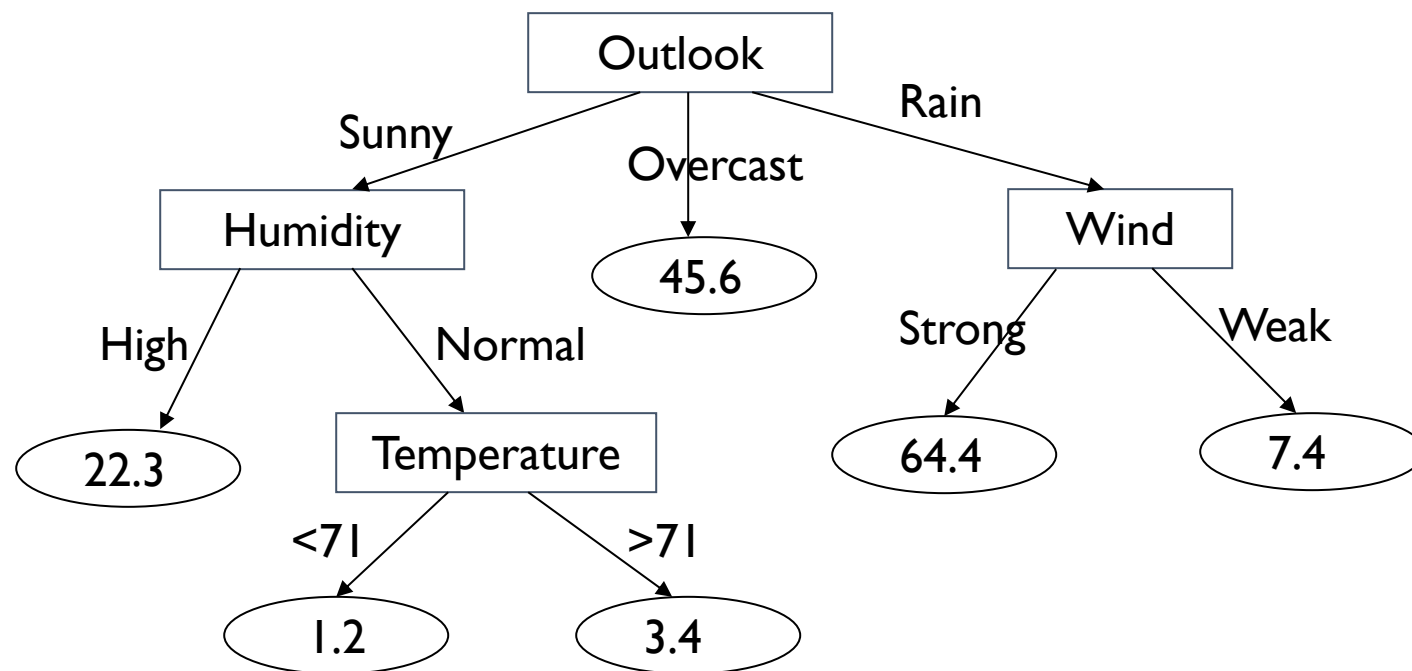 Outlook
Rain
Sunny
Overcast
Humidity
Wind
45.6
High
Normal
Strong
Weak
22.3
Temperature
64.4
7.4
<71
>71
1.2
3.4